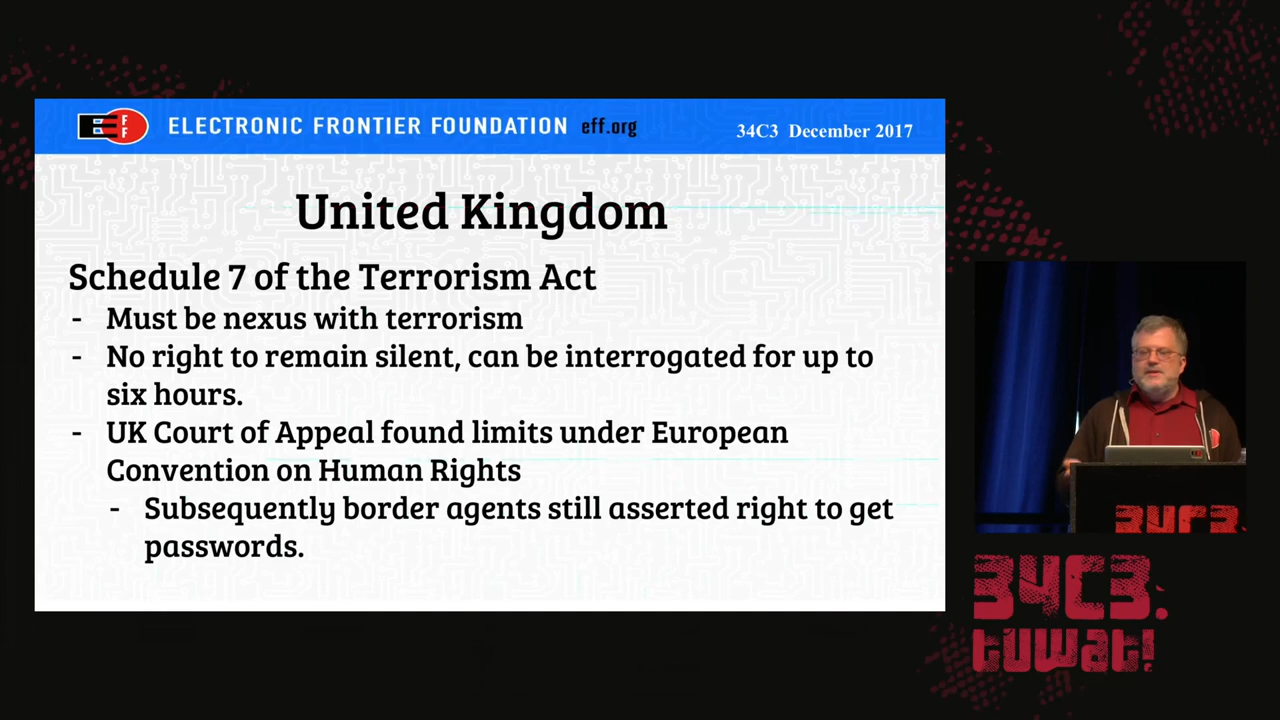 EFF
ELECTRONIC FRONTIER FOUNDATION eff.org
34C3 December 2017
United Kingdom
Schedule 7 of the Terrorism Act
- Must be nexus with terrorism
- No right to remain silent, can be interrogated for up to
six hours.
- UK Court of Appeal found limits under European
Convention on Human Rights
- Subsequently border agents still asserted right to get
passwords.
34C3.
34C3.
tuwat!